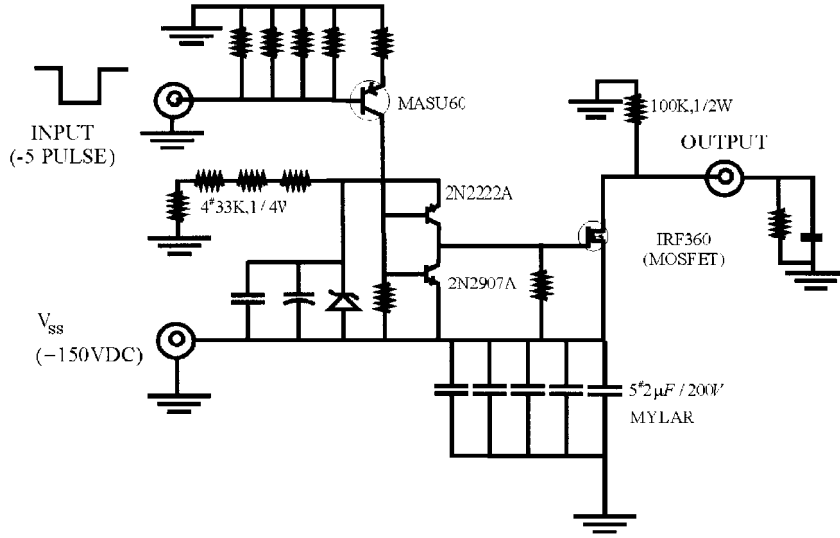 MASU60
100K,1/2W
INPUT
(-5 PULSE)
OUTPUT
2N2222A
4#33K,1/4W
IRF360
(MOSFET)
2N2907A
VSS
(−150VDC)
5#2μF/200V
MYLAR